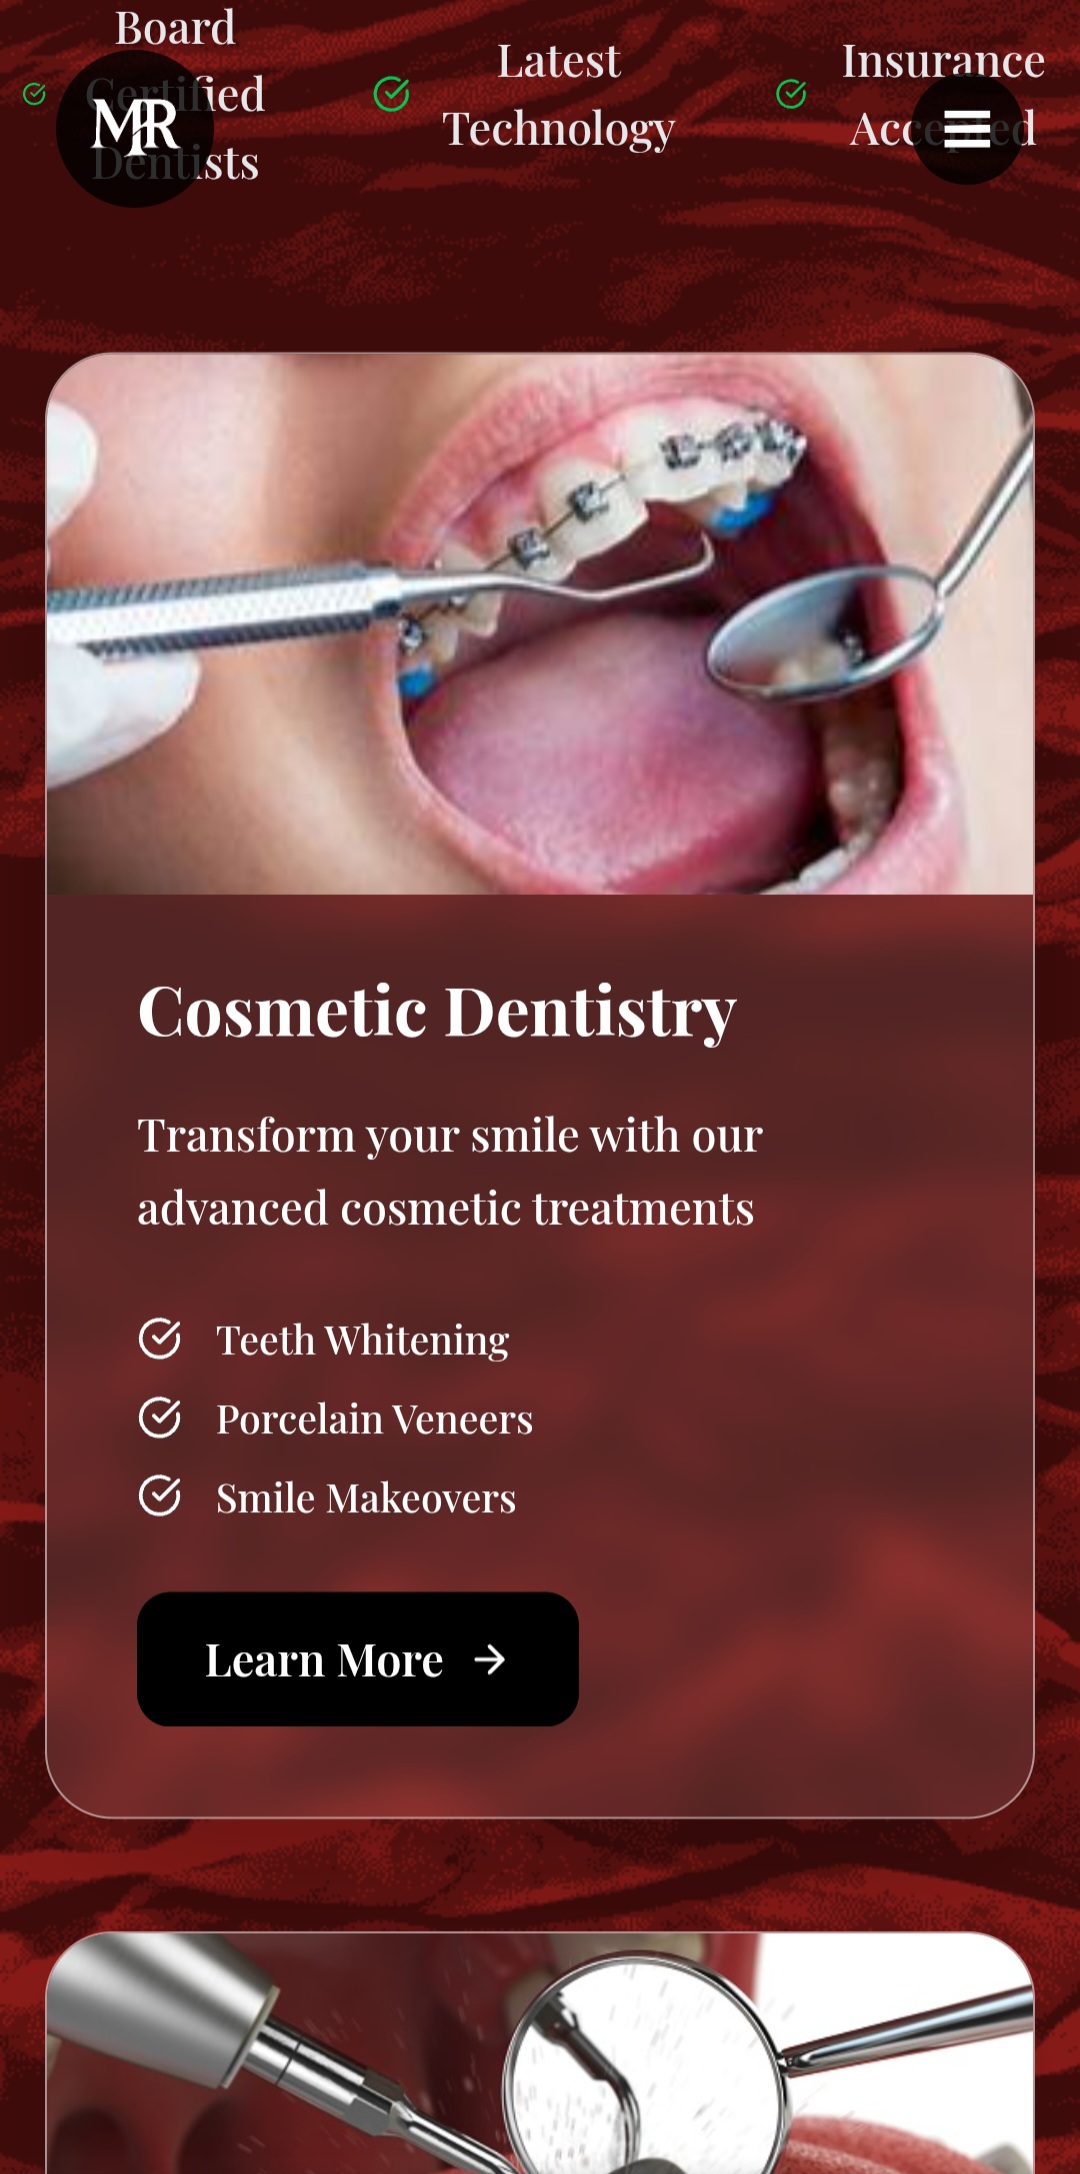 Board
Certified
Dentists
Latest
Technology
Insurance
Accepted
MR
Cosmetic Dentistry
Transform your smile with our
advanced cosmetic treatments
Teeth Whitening
Porcelain Veneers
Smile Makeovers
Learn More